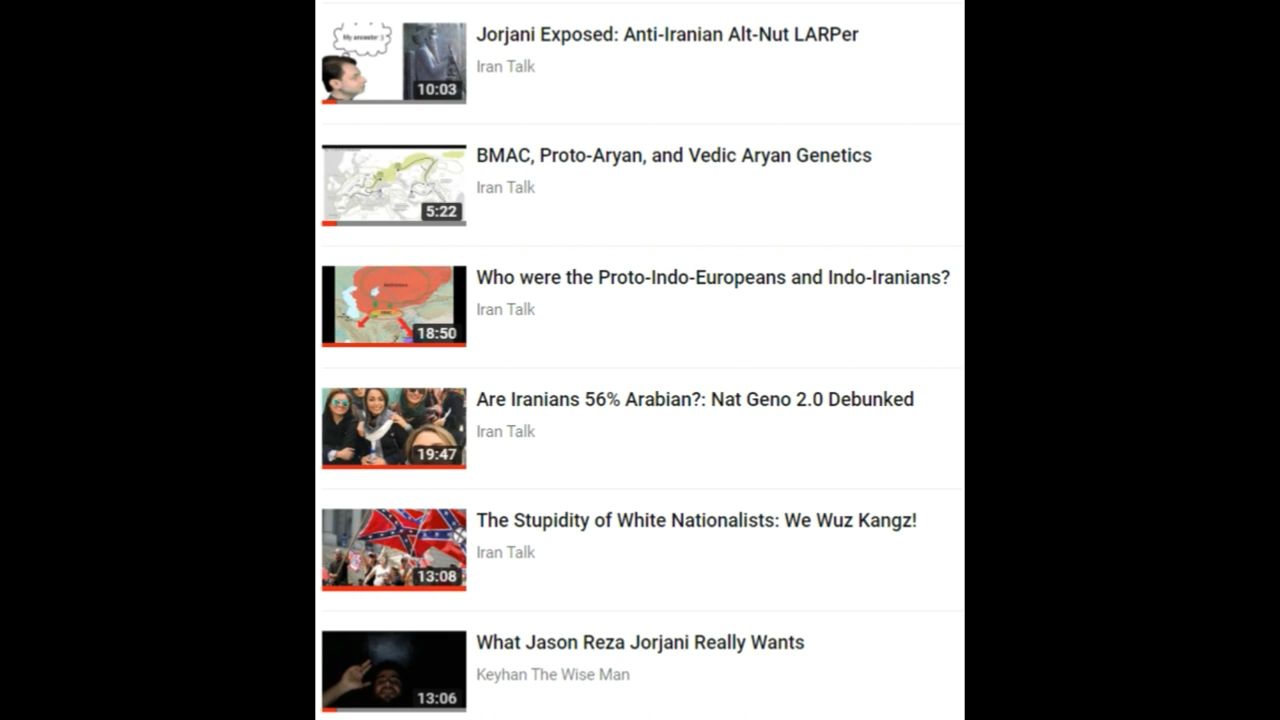 My ancestor :)
10:03
Jorjani Exposed: Anti-Iranian Alt-Nut LARPer
Iran Talk
5:22
BMAC, Proto-Aryan, and Vedic Aryan Genetics
Iran Talk
18:50
Who were the Proto-Indo-Europeans and Indo-Iranians?
Iran Talk
19:47
Are Iranians 56% Arabian?: Nat Geno 2.0 Debunked
Iran Talk
13:08
The Stupidity of White Nationalists: We Wuz Kangz!
Iran Talk
13:06
What Jason Reza Jorjani Really Wants
Keyhan The Wise Man